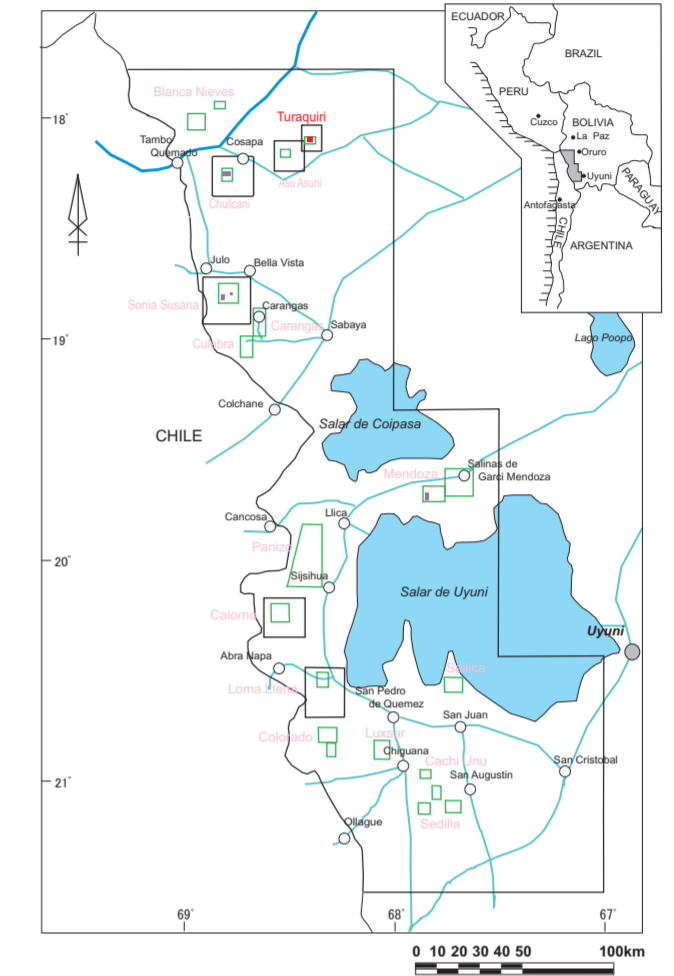 ECUADOR
BRAZIL
PERU
Cuzco
BOLIVIA
La Paz
Oruro
Uyuni
PARAGUAY
Antofagasta
CHILE
ARGENTINA
Blanca Nieves
18°
Turaquiri
Tambo
Quemado
Cosapa
Asu Asuni
Chullcani
Julo
Bella Vista
Sonia Susana
Carangas
Carangas
Sabaya
19°
Culebra
Lago Poopo
Colchane
Salar de Coipasa
CHILE
Mendoza
Salinas de
Garci Mendoza
Cancosa
Llica
Panizo
20°
Sijsihua
Salar de Uyuni
Calorno
Uyuni
Abra Napa
Salica
Loma Llena
San Pedro
de Quemez
San Juan
Colorado
Luxsar
Chiguana
Cachi Unu
San Cristobal
21°
San Augustin
Sedilla
Ollague
69°
68°
67°
0 10 20 30 40 50 100km